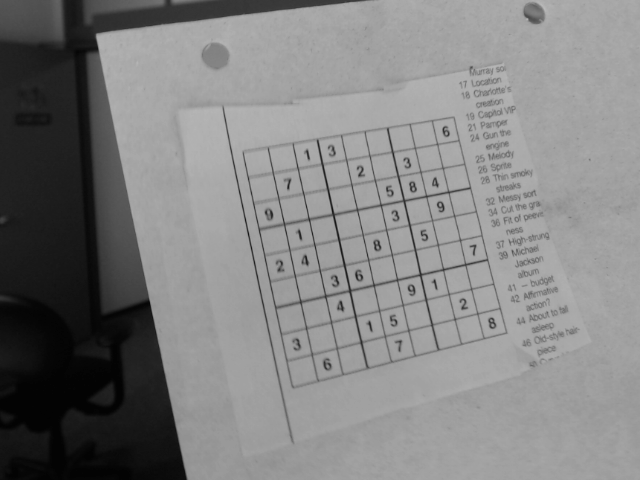 1 3 6
7 2 3
9 5 8 4
1 3 9
2 4 8 5
3 6 7
4 9 1
3 1 5 2
6 7 8
Murray so
17 Location
18 Charlotte's
creation
19 Capitol VIP
21 Pamper
24 Gun the
engine
25 Melody
26 Sprite
28 Thin smoky
streaks
32 Messy sort
34 Cut the gra
36 Fit of peevi
ness
37 High-strung
39 Michael
Jackson
album
41 — budget
42 Affirmative
action?
44 About to fall
asleep
46 Old-style hair-
piece